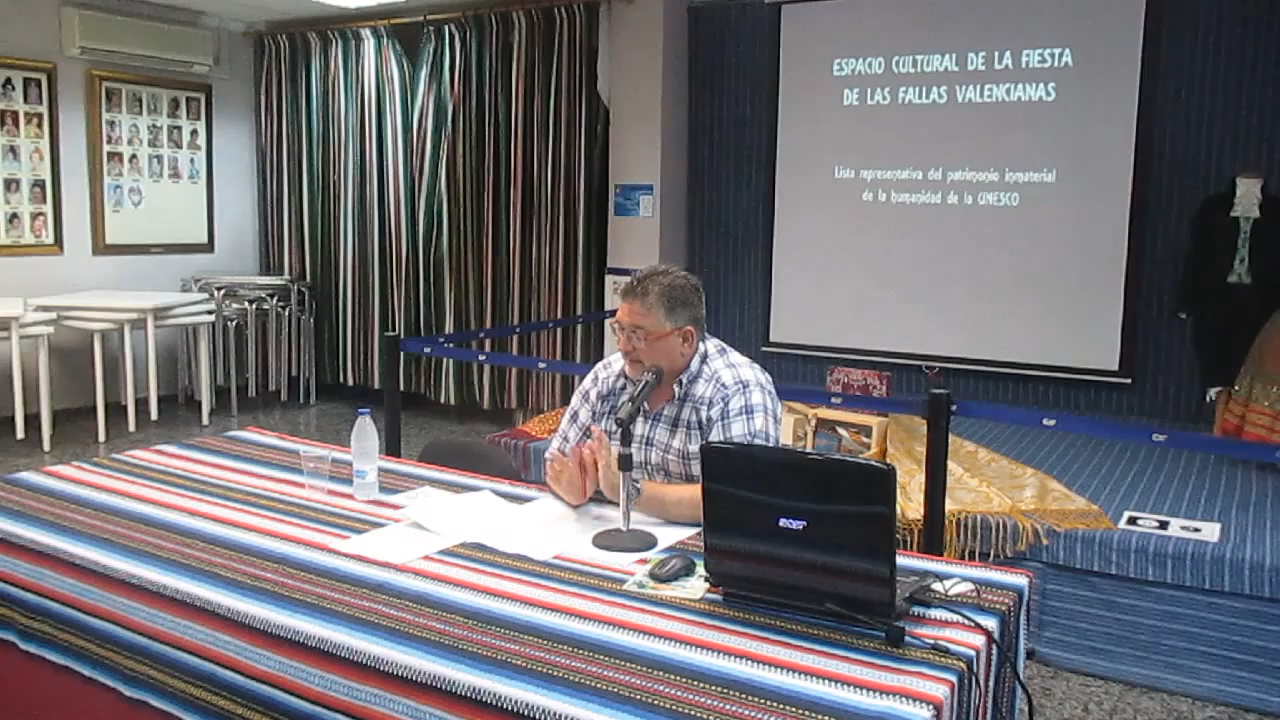 ESPACIO CULTURAL DE LA FIESTA
DE LAS FALLAS VALENCIANAS
Lista representativa del patrimonio inmaterial
de la humanidad de la UNESCO
acer